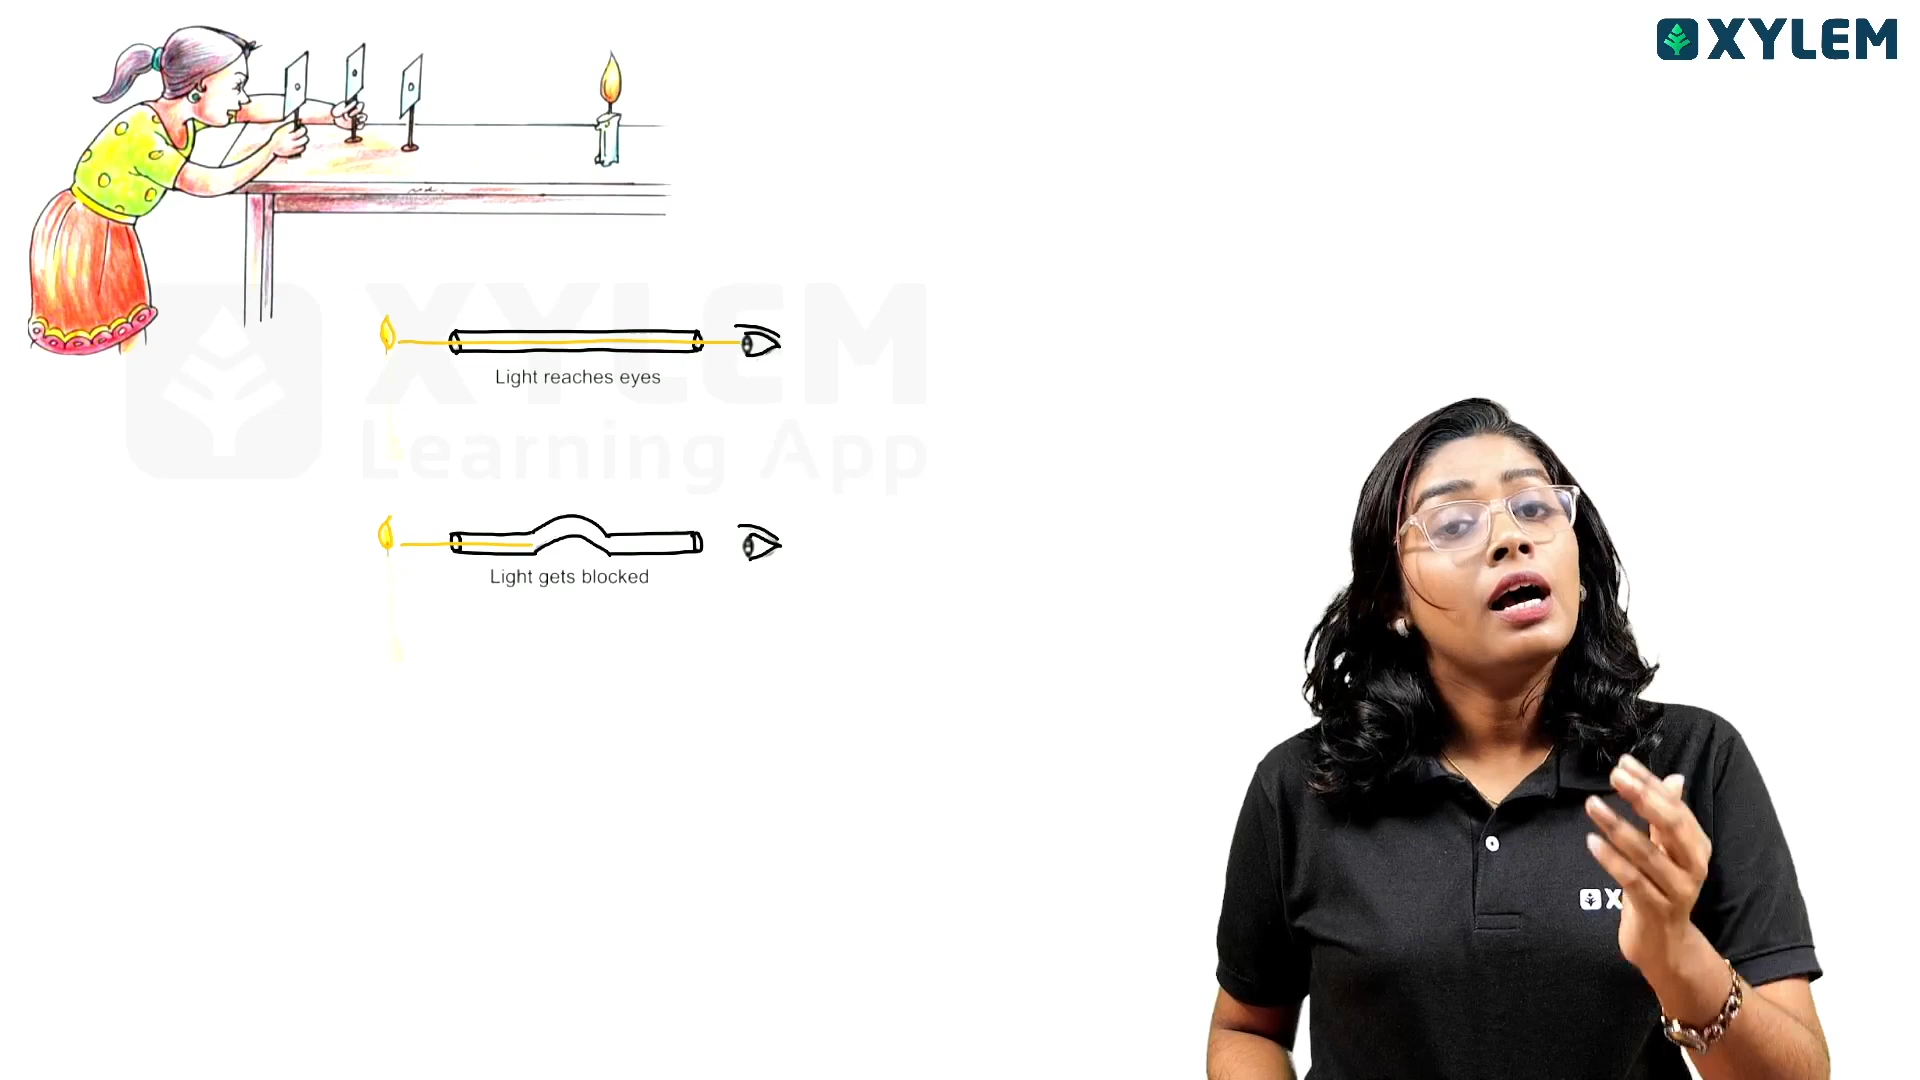 XYLEM
XYLEM
Learning App
Light reaches eyes
Light gets blocked
X